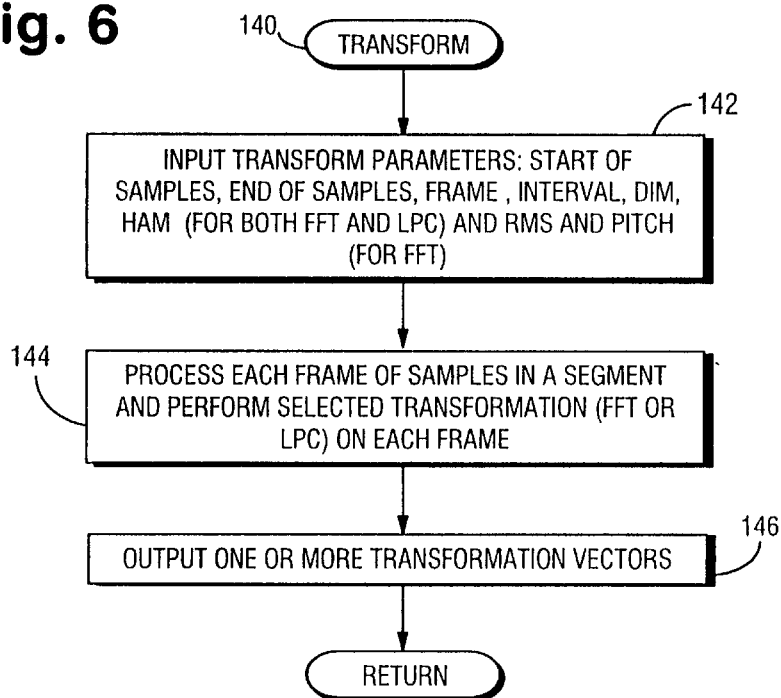 ig. 6
140
TRANSFORM
142
INPUT TRANSFORM PARAMETERS: START OF
SAMPLES, END OF SAMPLES, FRAME , INTERVAL, DIM,
HAM (FOR BOTH FFT AND LPC) AND RMS AND PITCH
(FOR FFT)
144
PROCESS EACH FRAME OF SAMPLES IN A SEGMENT
AND PERFORM SELECTED TRANSFORMATION (FFT OR
LPC) ON EACH FRAME
146
OUTPUT ONE OR MORE TRANSFORMATION VECTORS
RETURN